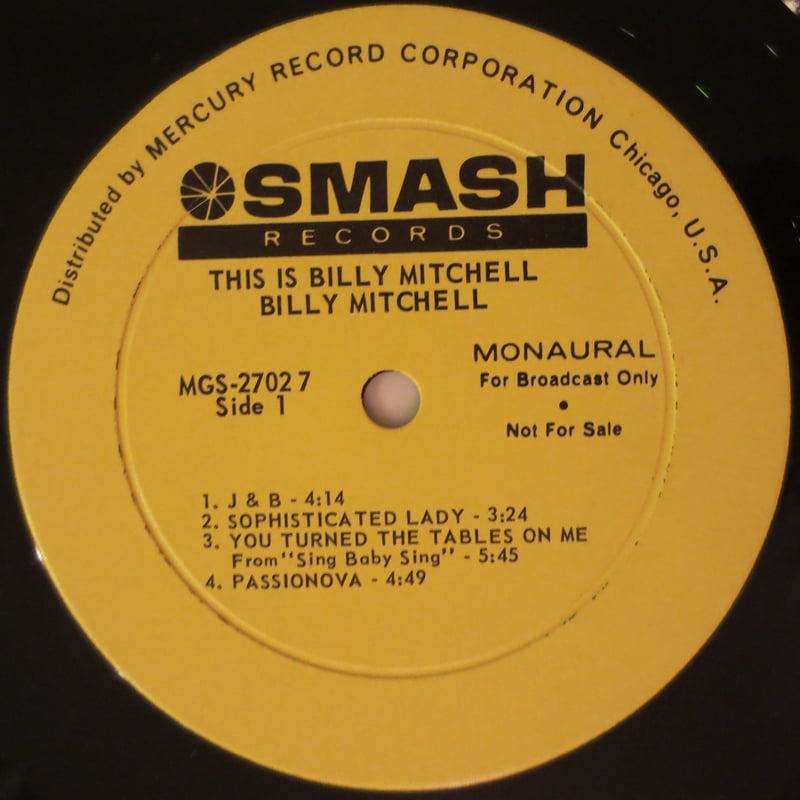 Distributed by MERCURY RECORD CORPORATION Chicago, U.S.A.
SMASH
RECORDS
THIS IS BILLY MITCHELL
BILLY MITCHELL
MGS-27027
Side 1
MONAURAL
For Broadcast Only
•
Not For Sale
1. J & B - 4:14
2. SOPHISTICATED LADY - 3:24
3. YOU TURNED THE TABLES ON ME
From "Sing Baby Sing" - 5:45
4. PASSIONOVA - 4:49